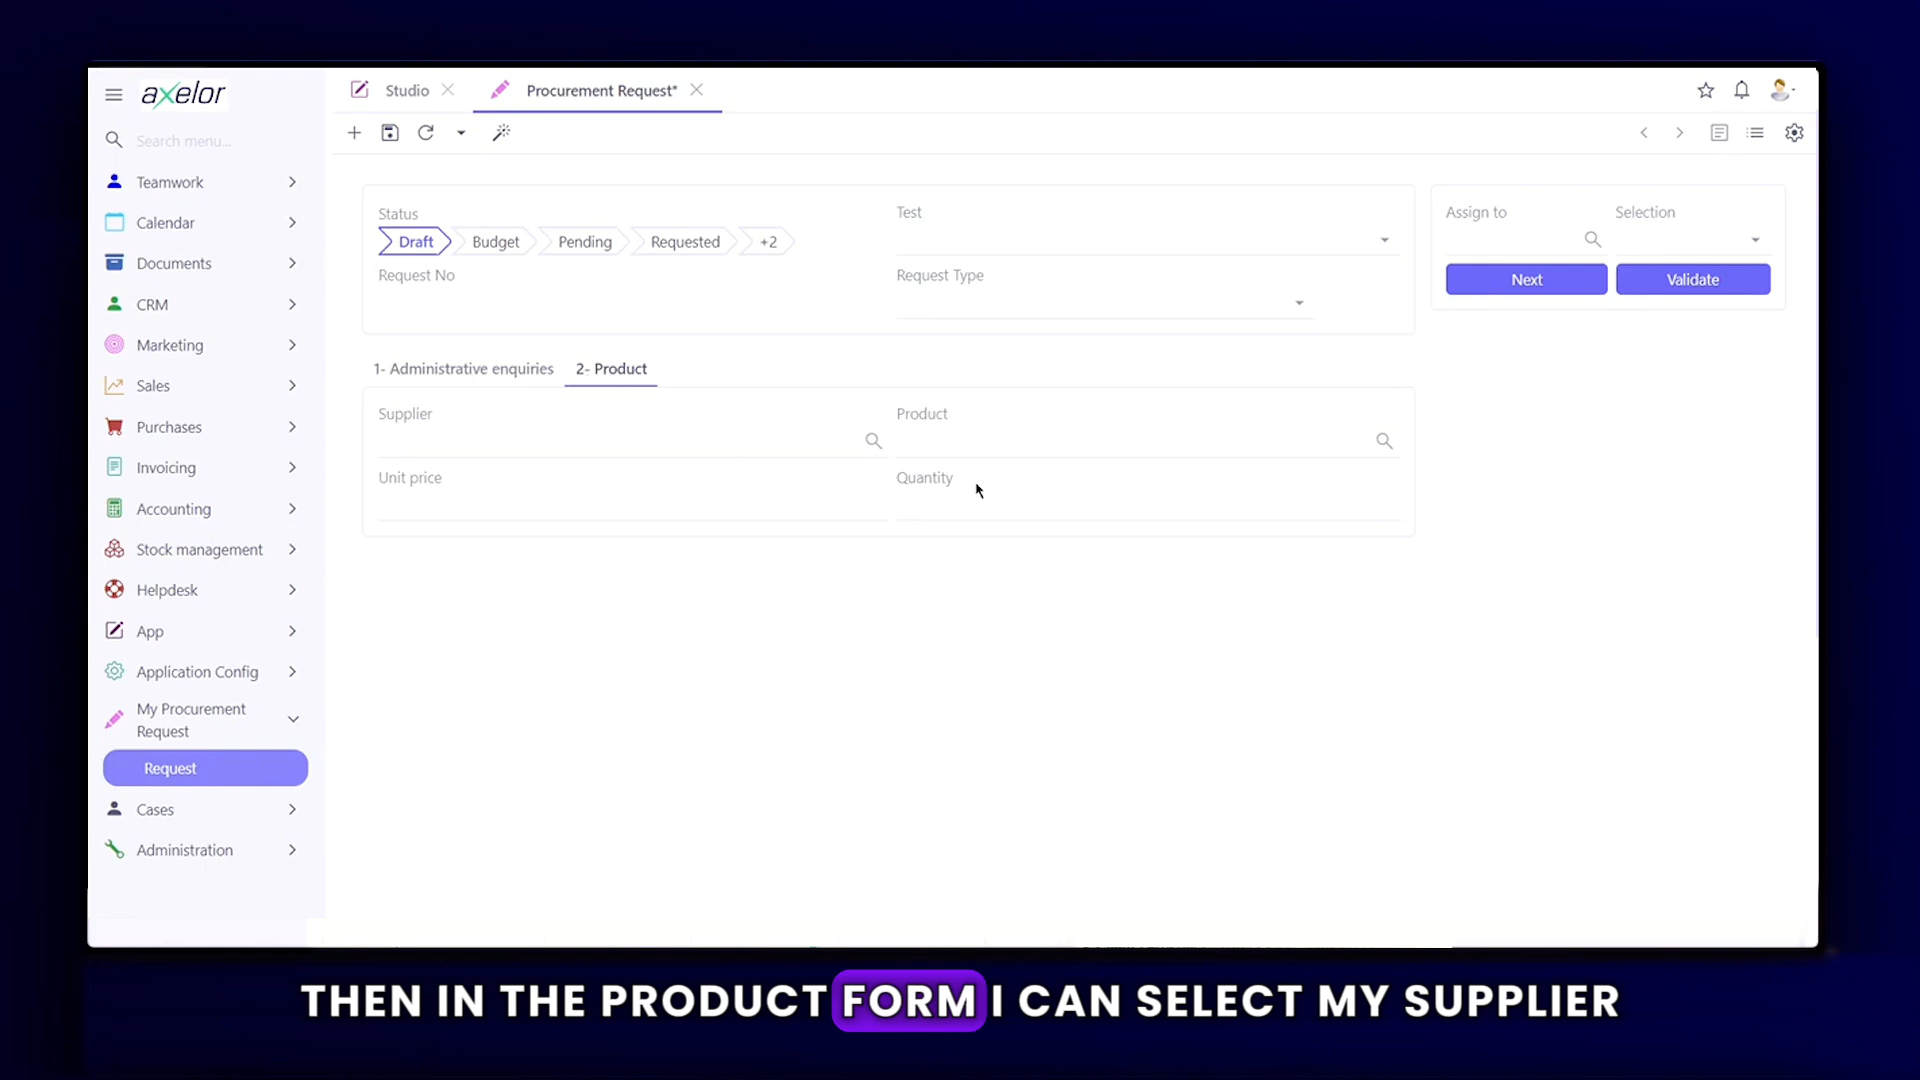 axelor
Studio
Procurement Request*
Search menu...
Teamwork
Calendar
Documents
CRM
Marketing
Sales
Purchases
Invoicing
Accounting
Stock management
Helpdesk
App
Application Config
My Procurement
Request
Request
Cases
Administration
Status
Draft Budget Pending Requested +2
Request No
Test
Request Type
Assign to
Selection
Next
Validate
1- Administrative enquiries
2- Product
Supplier
Product
Unit price
Quantity
THEN IN THE PRODUCT FORM I CAN SELECT MY SUPPLIER